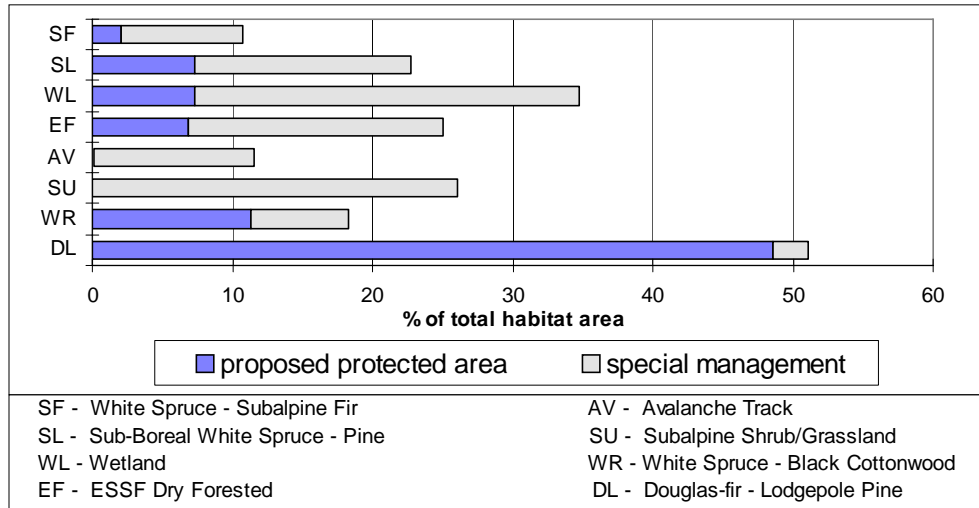 SF
SL
WL
EF
AV
SU
WR
DL
0 10 20 30 40 50 60
% of total habitat area
proposed protected area special management
SF - White Spruce - Subalpine Fir AV - Avalanche Track
SL - Sub-Boreal White Spruce - Pine SU - Subalpine Shrub/Grassland
WL - Wetland WR - White Spruce - Black Cottonwood
EF - ESSF Dry Forested DL - Douglas-fir - Lodgepole Pine